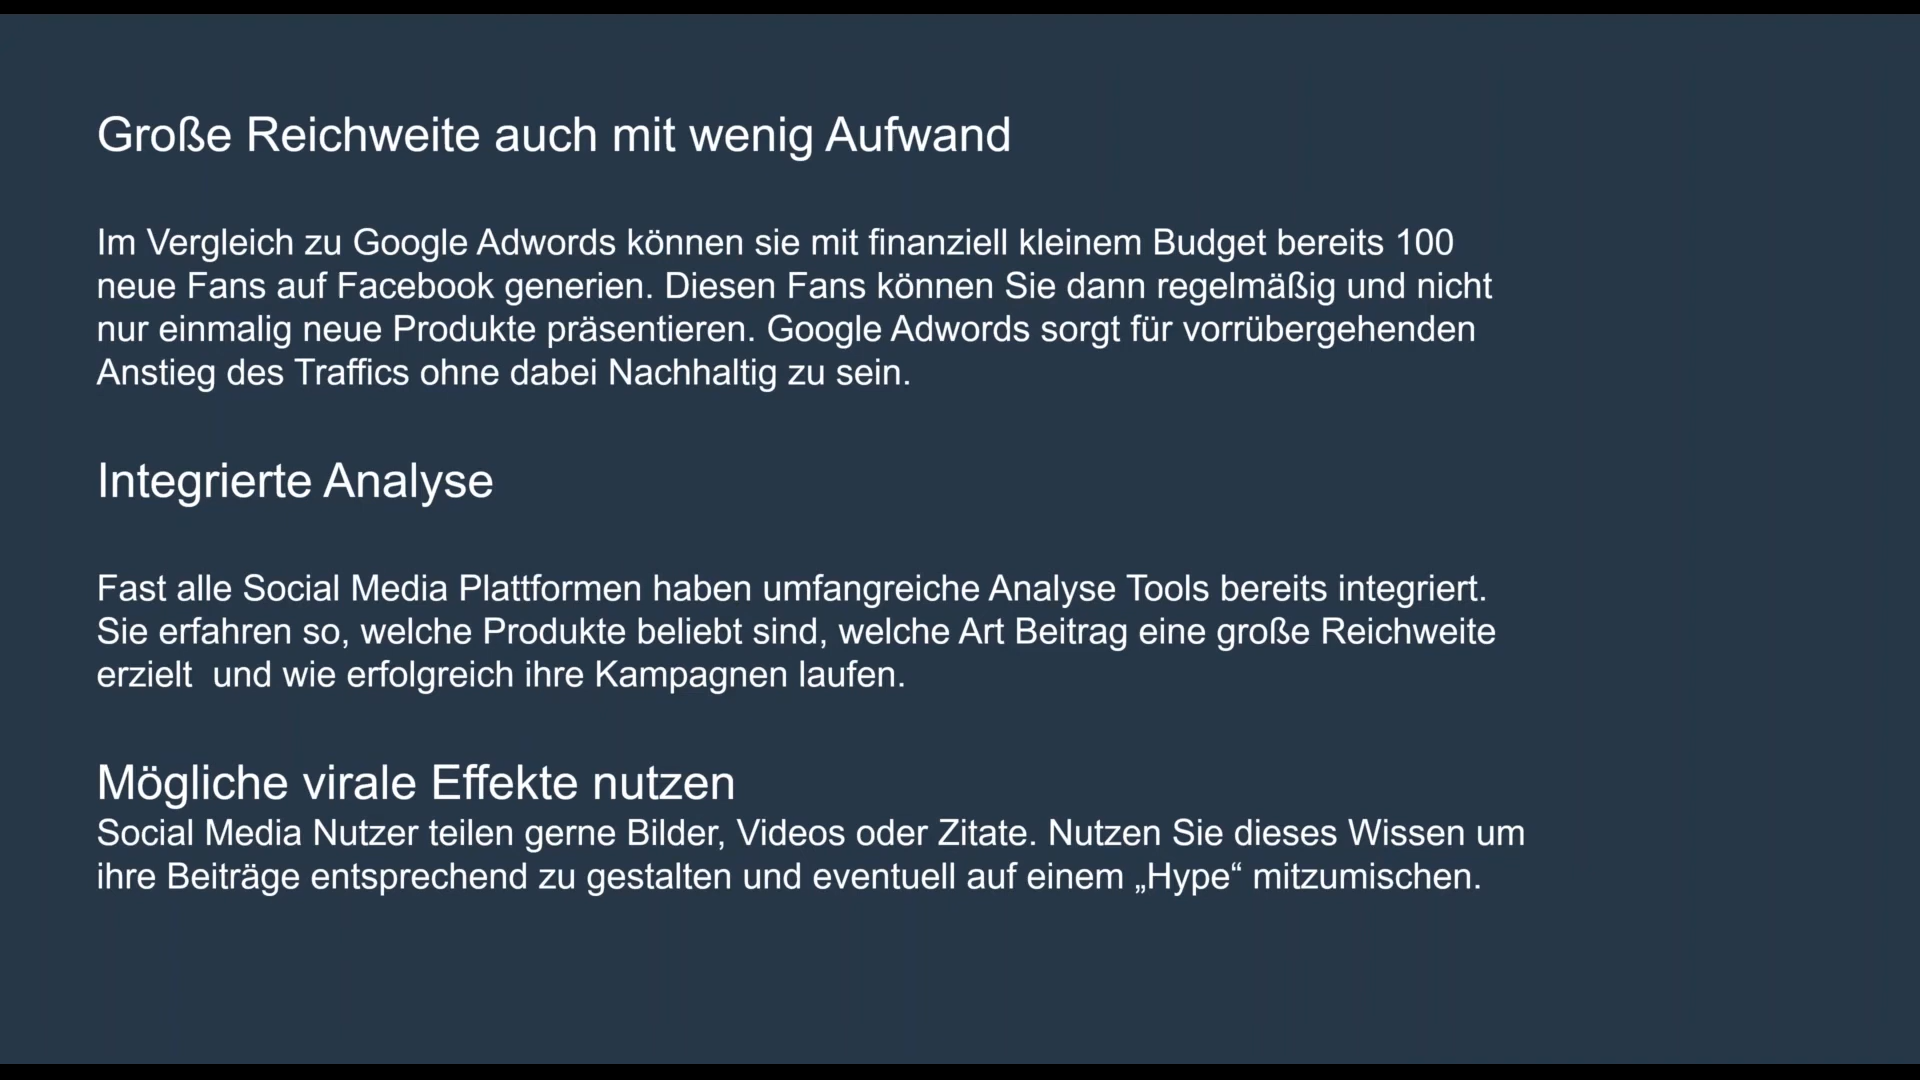 Große Reichweite auch mit wenig Aufwand
Im Vergleich zu Google Adwords können sie mit finanziell kleinem Budget bereits 100
neue Fans auf Facebook generien. Diesen Fans können Sie dann regelmäßig und nicht
nur einmalig neue Produkte präsentieren. Google Adwords sorgt für vorrübergehenden
Anstieg des Traffics ohne dabei Nachhaltig zu sein.
Integrierte Analyse
Fast alle Social Media Plattformen haben umfangreiche Analyse Tools bereits integriert.
Sie erfahren so, welche Produkte beliebt sind, welche Art Beitrag eine große Reichweite
erzielt  und wie erfolgreich ihre Kampagnen laufen.
Mögliche virale Effekte nutzen
Social Media Nutzer teilen gerne Bilder, Videos oder Zitate. Nutzen Sie dieses Wissen um
ihre Beiträge entsprechend zu gestalten und eventuell auf einem „Hype“ mitzumischen.